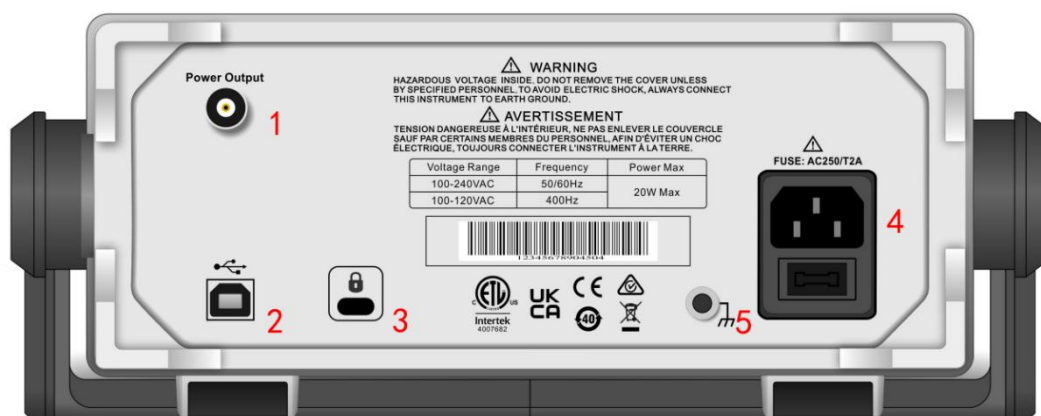 Power Output
1
⚠ WARNING
HAZARDOUS VOLTAGE INSIDE, DO NOT REMOVE THE COVER UNLESS
BY SPECIFIED PERSONNEL, TO AVOID ELECTRIC SHOCK, ALWAYS CONNECT
THIS INSTRUMENT TO EARTH GROUND.
⚠ AVERTISSEMENT
TENSION DANGEREUSE À L'INTÉRIEUR, NE PAS ENLEVER LE COUVERCLE
SAUF PAR CERTAINS MEMBRES DU PERSONNEL, AFIN D'ÉVITER UN CHOC
ÉLECTRIQUE, TOUJOURS CONNECTER L'INSTRUMENT À LA TERRE.
Voltage Range Frequency Power Max
100-240VAC 50/60Hz 20W Max
100-120VAC 400Hz
12345678904504
FUSE: AC250/T2A
4
2
3
C ETL US
Intertek
4007682
UK
CA
CE
40
5